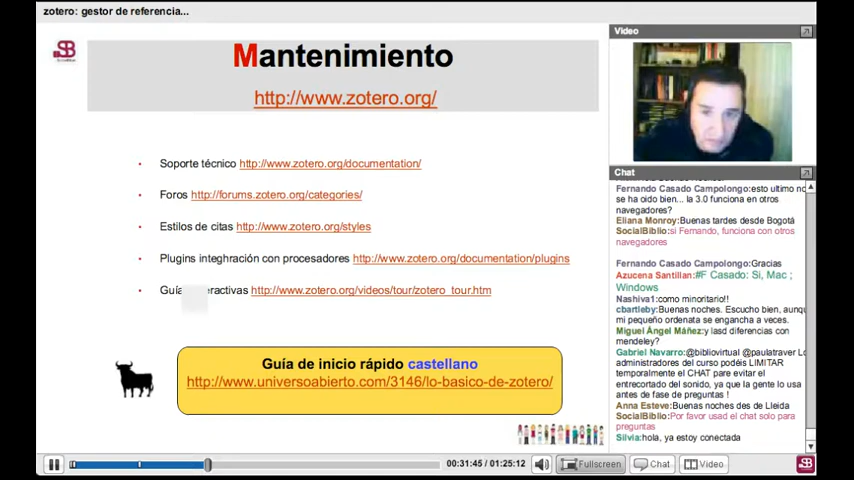 zotero: gestor de referencia...
Mantenimiento
http://www.zotero.org/
Soporte técnico http://www.zotero.org/documentation/
Foros http://forums.zotero.org/categories/
Estilos de citas http://www.zotero.org/styles
Plugins integhración con procesadores http://www.zotero.org/documentation/plugins
Guía eractivas http://www.zotero.org/videos/tour/zotero_tour.htm
Guía de inicio rápido castellano
http://www.universoabierto.com/3146/lo-basico-de-zotero/
Video
Chat
Fernando Casado Campolongo:esto ultimo no
se ha oido bien... la 3.0 funciona en otros
navegadores?
Eliana Monroy:Buenas tardes desde Bogotá
SocialBiblio:si Fernando, funciona con otros
navegadores
Fernando Casado Campolongo:Gracias
Azucena Santillan:#F Casado: Si, Mac ;
Windows
Nashiva1:como minoritario!!
cbartleby:Buenas noches. Escucho bien, aunqu
mi pequeño ordenata se engancha a veces.
Miguel Ángel Máñez:y lasd diferencias con
mendeley?
Gabriel Navarro:@bibliovirtual @paulatraver Lo
administradores del curso podéis LIMITAR
temporalmente el CHAT pare evitar el
entrecortado del sonido, ya que la gente lo usa
antes de fase de preguntas !
Anna Esteve:Buenas noches des de Lleida
SocialBiblio:Por favor usad el chat solo para
preguntas
Silvia:hola, ya estoy conectada
00:31:45 / 01:25:12
Fullscreen
Chat
Video
SB